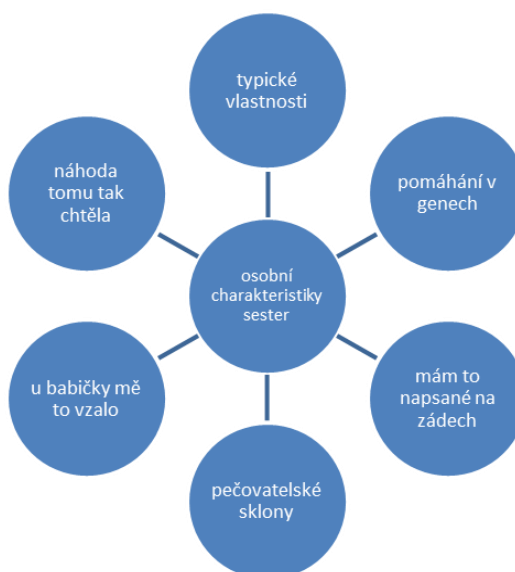 typické
vlastnosti
náhoda
tomu tak
chtěla
pomáhání v
genech
osobní
charakteristiky
sester
u babičky mě
to vzalo
mám to
napsané na
zádech
pečovatelské
sklony